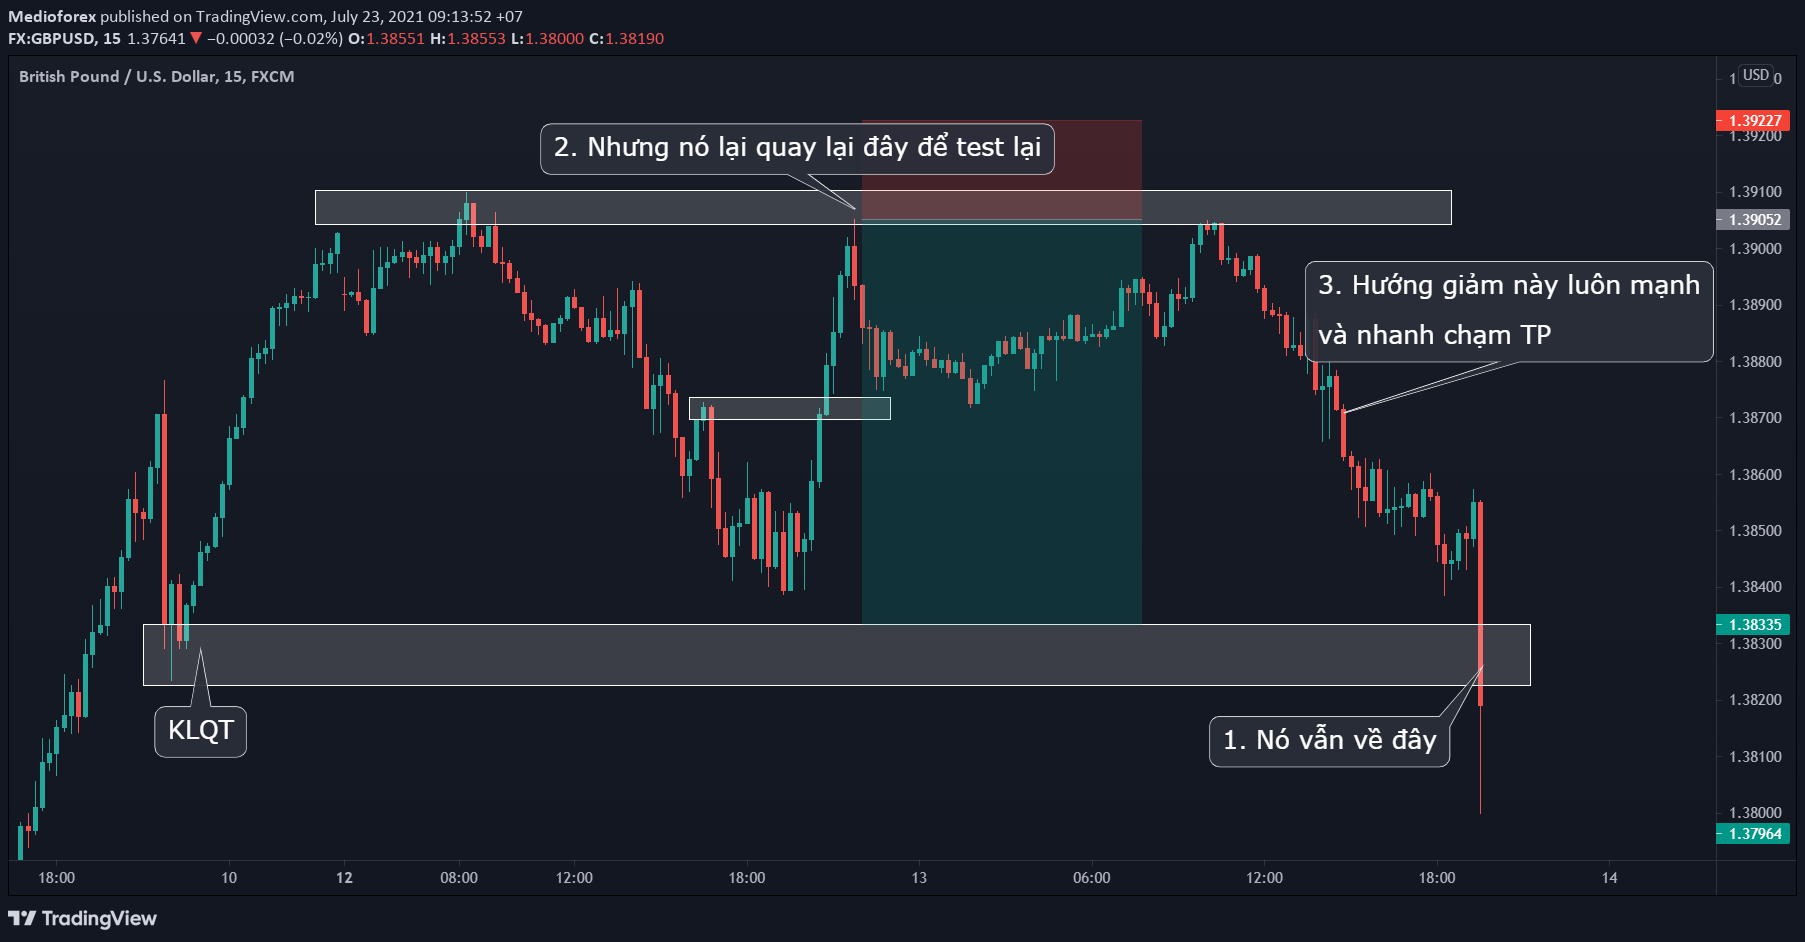 Medioforex published on TradingView.com, July 23, 2021 09:13:52 +07
FX:GBPUSD, 15 1.37641 ▼ −0.00032 (−0.02%) O:1.38551 H:1.38553 L:1.38000 C:1.38190
British Pound / U.S. Dollar, 15, FXCM
USD
1.39227
1.39200
2. Nhưng nó lại quay lại đây để test lại
1.39100
1.39052
1.39000
3. Hướng giảm này luôn mạnh
và nhanh chạm TP
1.38900
1.38800
1.38700
1.38600
1.38500
1.38400
1.38335
1.38300
1.38200
KLQT
1. Nó vẫn về đây
1.38100
1.38000
1.37964
18:00 10 12 08:00 12:00 18:00 13 06:00 12:00 18:00 14
TradingView